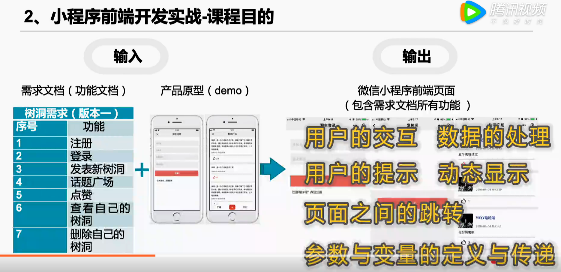 2、小程序前端开发实战-课程目的
腾讯视频
输入
输出
需求文档（功能文档）
产品原型（demo）
微信小程序前端页面
（包含需求文档所有功能 ）
树洞需求（版本一）
序号 功能
1 注册
2 登录
3 发表新树洞
4 话题广场
5 点赞
6 查看自己的树洞
7 删除自己的树洞
+
用户的交互 数据的处理
用户的提示 动态显示
页面之间的跳转
参数与变量的定义与传递